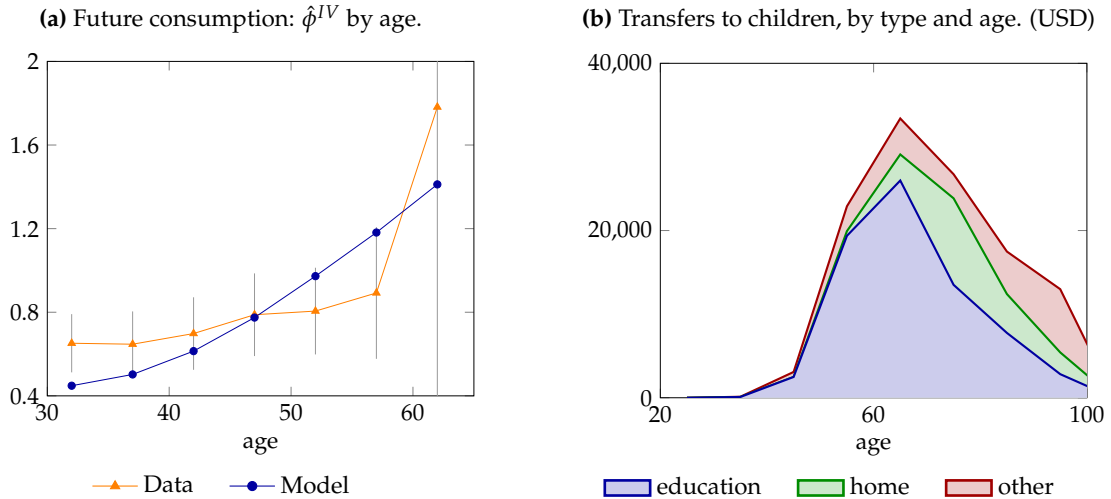 (a) Future consumption: $\hat{\phi}^{IV}$ by age.
2
1.6
1.2
0.8
0.4
30 40 50 60
age
Data Model
(b) Transfers to children, by type and age. (USD)
40,000
20,000
0
20 60 100
age
education home other